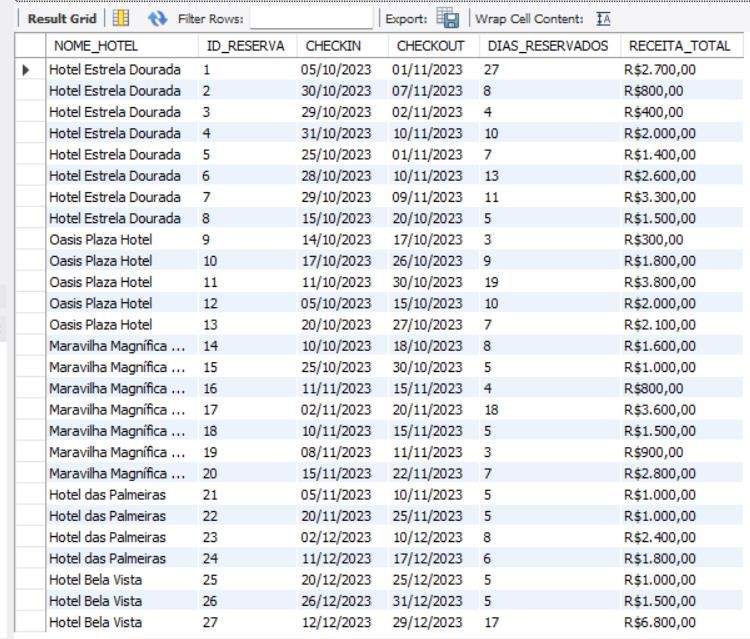 Result Grid Filter Rows: Export: Wrap Cell Content: IA
NOME_HOTEL ID_RESERVA CHECKIN CHECKOUT DIAS_RESERVADOS RECEITA_TOTAL
Hotel Estrela Dourada 1 05/10/2023 01/11/2023 27 R$2.700,00
Hotel Estrela Dourada 2 30/10/2023 07/11/2023 8 R$800,00
Hotel Estrela Dourada 3 29/10/2023 02/11/2023 4 R$400,00
Hotel Estrela Dourada 4 31/10/2023 10/11/2023 10 R$2.000,00
Hotel Estrela Dourada 5 25/10/2023 01/11/2023 7 R$1.400,00
Hotel Estrela Dourada 6 28/10/2023 10/11/2023 13 R$2.600,00
Hotel Estrela Dourada 7 29/10/2023 09/11/2023 11 R$3.300,00
Hotel Estrela Dourada 8 15/10/2023 20/10/2023 5 R$1.500,00
Oasis Plaza Hotel 9 14/10/2023 17/10/2023 3 R$300,00
Oasis Plaza Hotel 10 17/10/2023 26/10/2023 9 R$1.800,00
Oasis Plaza Hotel 11 11/10/2023 30/10/2023 19 R$3.800,00
Oasis Plaza Hotel 12 05/10/2023 15/10/2023 10 R$2.000,00
Oasis Plaza Hotel 13 20/10/2023 27/10/2023 7 R$2.100,00
Maravilha Magnífica ... 14 10/10/2023 18/10/2023 8 R$1.600,00
Maravilha Magnífica ... 15 25/10/2023 30/10/2023 5 R$1.000,00
Maravilha Magnífica ... 16 11/11/2023 15/11/2023 4 R$800,00
Maravilha Magnífica ... 17 02/11/2023 20/11/2023 18 R$3.600,00
Maravilha Magnífica ... 18 10/11/2023 15/11/2023 5 R$1.500,00
Maravilha Magnífica ... 19 08/11/2023 11/11/2023 3 R$900,00
Maravilha Magnífica ... 20 15/11/2023 22/11/2023 7 R$2.800,00
Hotel das Palmeiras 21 05/11/2023 10/11/2023 5 R$1.000,00
Hotel das Palmeiras 22 20/11/2023 25/11/2023 5 R$1.000,00
Hotel das Palmeiras 23 02/12/2023 10/12/2023 8 R$2.400,00
Hotel das Palmeiras 24 11/12/2023 17/12/2023 6 R$1.800,00
Hotel Bela Vista 25 20/12/2023 25/12/2023 5 R$1.000,00
Hotel Bela Vista 26 26/12/2023 31/12/2023 5 R$1.500,00
Hotel Bela Vista 27 12/12/2023 29/12/2023 17 R$6.800,00